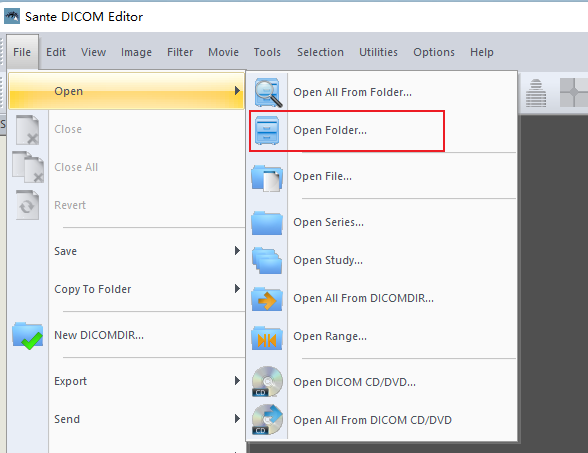 Sante DICOM Editor
File Edit View Image Filter Movie Tools Selection Utilities Options Help
Open
Close
Close All
Revert
Save
Copy To Folder
New DICOMDIR...
Export
Send
Open All From Folder...
Open Folder...
Open File...
Open Series...
Open Study...
Open All From DICOMDIR...
Open Range...
CD
Open DICOM CD/DVD...
CD
Open All From DICOM CD/DVD
S